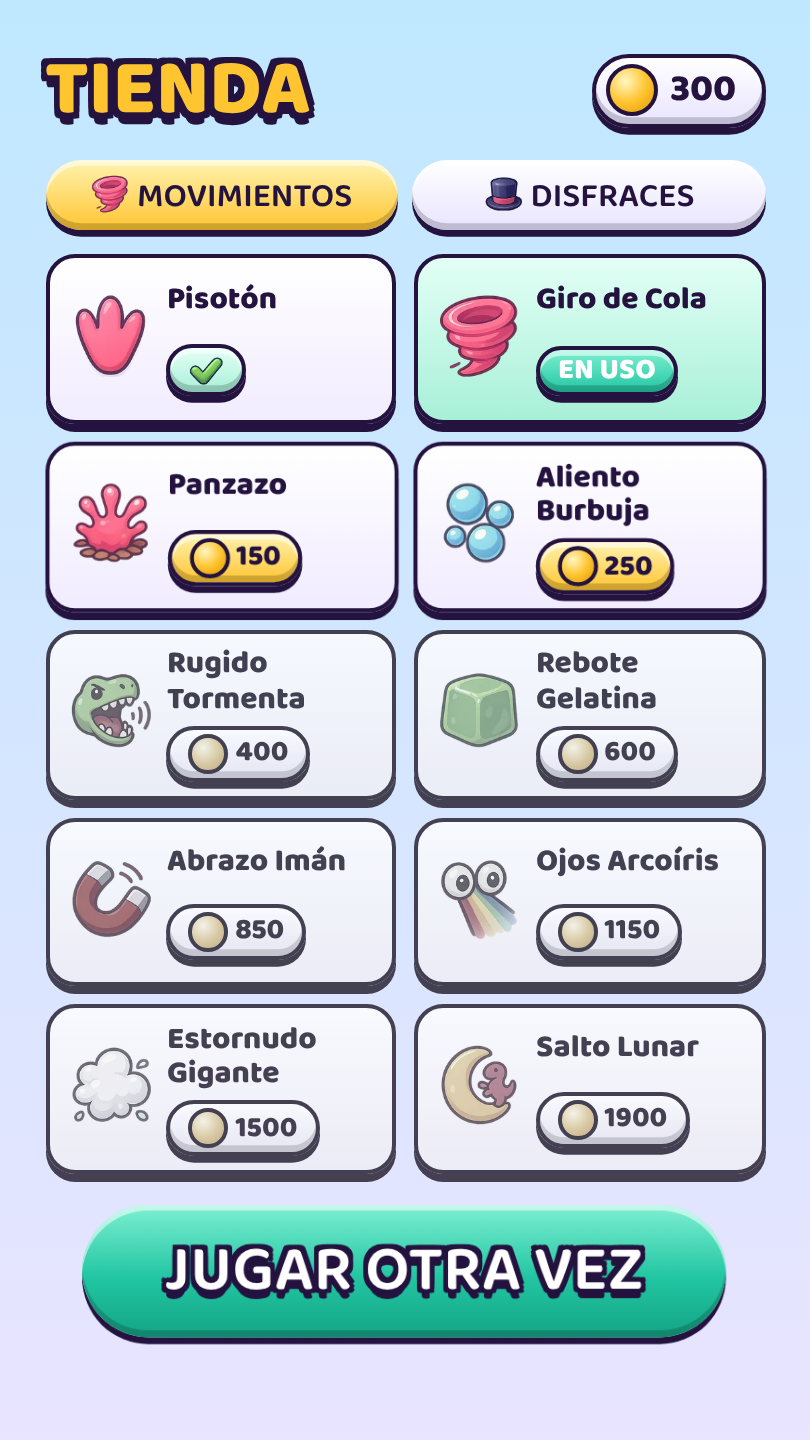 TIENDA
300
MOVIMIENTOS
DISFRACES
Pisotón
Giro de Cola
EN USO
Panzazo
150
Aliento
Burbuja
250
Rugido
Tormenta
400
Rebote
Gelatina
600
Abrazo Imán
850
Ojos Arcoíris
1150
Estornudo
Gigante
1500
Salto Lunar
1900
JUGAR OTRA VEZ